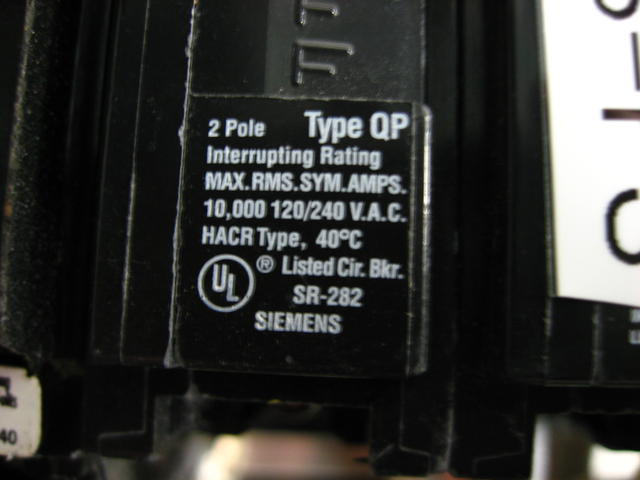 2 Pole Type QP
Interrupting Rating
MAX.RMS.SYM.AMPS.
10,000 120/240 V.A.C.
HACR Type, 40°C
UL ® Listed Cir. Bkr.
SR-282
SIEMENS
40